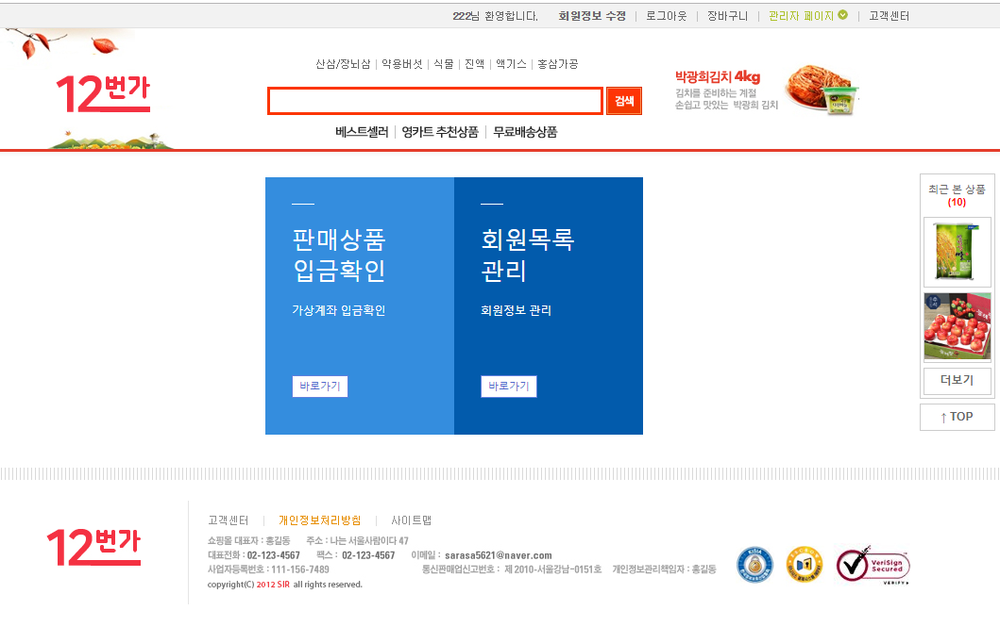 222님 환영합니다. 회원정보 수정 | 로그아웃 | 장바구니 | 관리자 페이지 | 고객센터
산삼/장뇌삼 | 약용버섯 | 식물 | 진액 | 엑기스 | 홍삼가공
12번가
검색
박광희김치 4kg
김치를 준비하는 계절
손쉽고 맛있는 박광희 김치
베스트셀러 | 영카트 추천상품 | 무료배송상품
판매상품
입금확인
가상계좌 입금확인
바로가기
회원목록
관리
회원정보 관리
바로가기
최근 본 상품
(10)
더보기
↑ TOP
12번가
고객센터 | 개인정보처리방침 | 사이트맵
쇼핑몰 대표자 : 홍길동 주소 : 나는 서울사람이다 47
대표전화 : 02-123-4567 팩스 : 02-123-4567 이메일 : sarasa5621@naver.com
사업자등록번호 : 111-156-7489 통신판매업신고번호 : 제 2010-서울강남-0151호 개인정보관리책임자 : 홍길동
copyright(C) 2012 SIR all rights reserved.
VeriSign
Secured
VERIFY